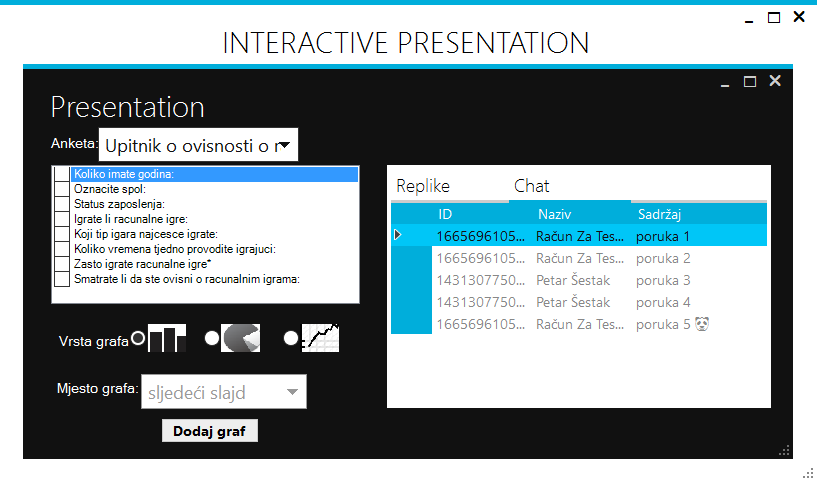 INTERACTIVE PRESENTATION
Presentation
Anketa:
Upitnik o ovisnosti o r
Koliko imate godina:
Oznacite spol:
Status zaposlenja:
Igrate li racunalne igre:
Koji tip igara najcesce igrate:
Koliko vremena tjedno provodite igrajuci:
Zasto igrate racunalne igre*
Smatrate li da ste ovisni o racunalnim igrama:
Vrsta grafa
Mjesto grafa:
sljedeći slajd
Dodaj graf
Replike Chat
ID Naziv Sadržaj
1665696105... Račun Za Tes... poruka 1
1665696105... Račun Za Tes... poruka 2
1431307750... Petar Šestak poruka 3
1431307750... Petar Šestak poruka 4
1665696105... Račun Za Tes... poruka 5 🐼